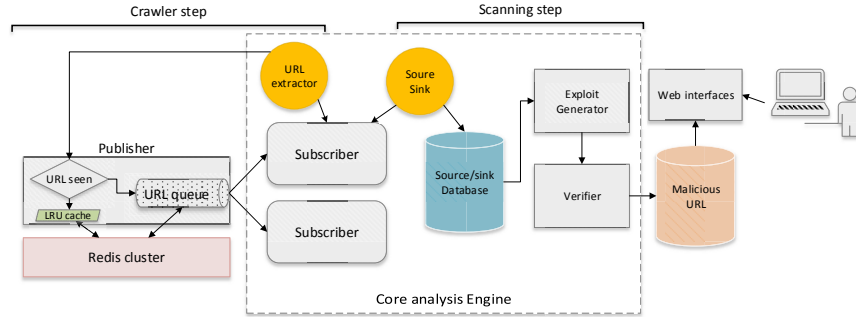 Crawler step
Scanning step
URL
extractor
Soure
Sink
Exploit
Generator
Web interfaces
Publisher
URL seen
URL queue
LRU cache
Redis cluster
Subscriber
Subscriber
Source/sink
Database
Verifier
Malicious
URL
Core analysis Engine